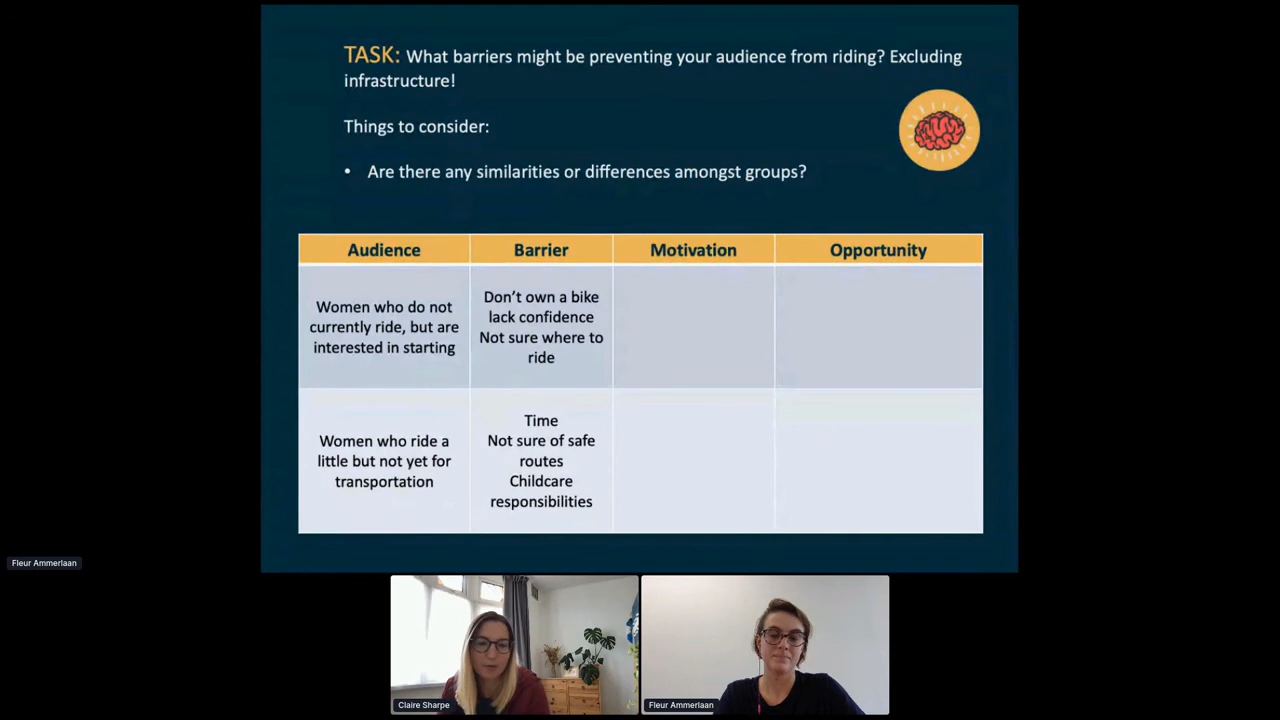 TASK: What barriers might be preventing your audience from riding? Excluding
infrastructure!
Things to consider:
• Are there any similarities or differences amongst groups?
Audience
Barrier
Motivation
Opportunity
Women who do not
currently ride, but are
interested in starting
Don’t own a bike
lack confidence
Not sure where to
ride
Women who ride a
little but not yet for
transportation
Time
Not sure of safe
routes
Childcare
responsibilities
Fleur Ammerlaan
Claire Sharpe
Fleur Ammerlaan